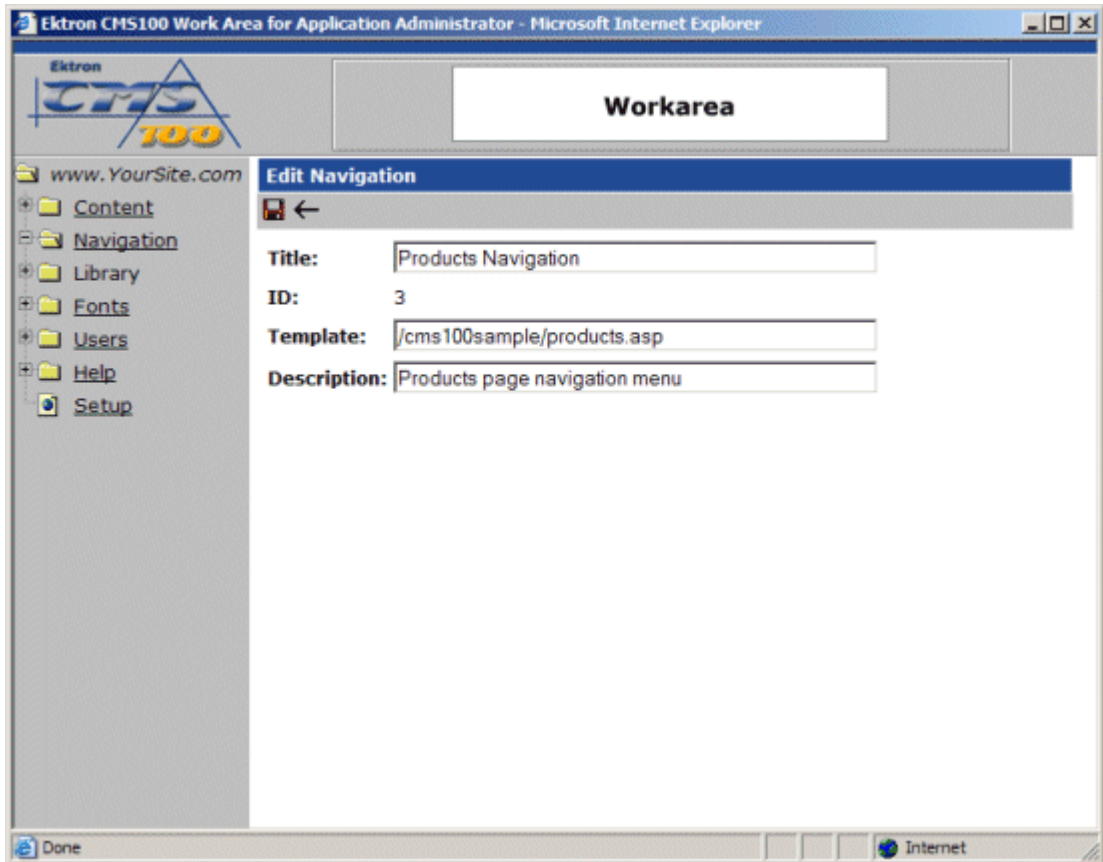 Ektron CMS100 Work Area for Application Administrator - Microsoft Internet Explorer
Ektron
CMS
100
Workarea
www.YourSite.com
Content
Navigation
Library
Fonts
Users
Help
Setup
Edit Navigation
Title: Products Navigation
ID: 3
Template: /cms100sample/products.asp
Description: Products page navigation menu
Done
Internet